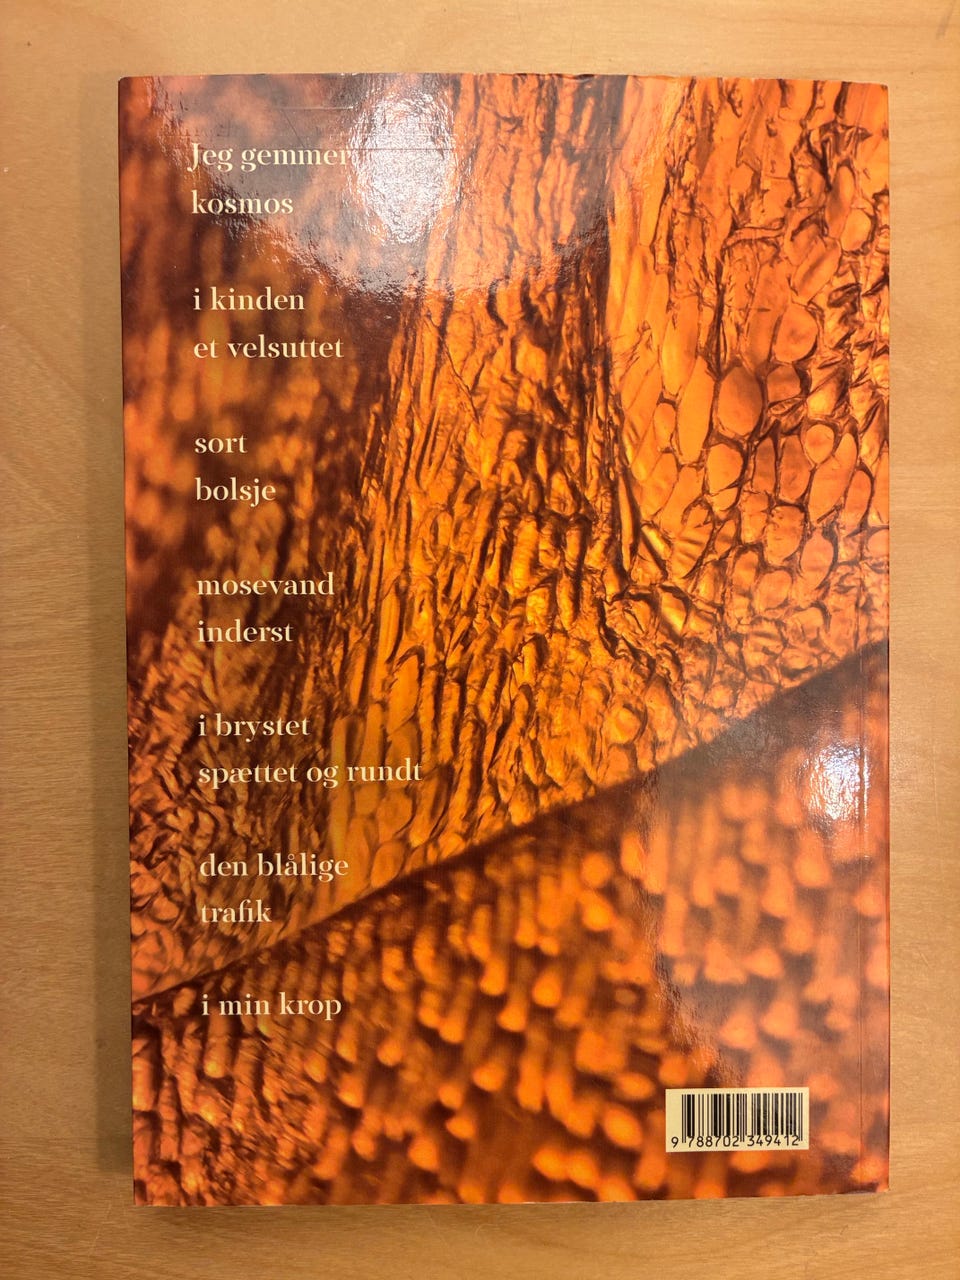 Jeg gemmer
kosmos
i kinden
et velsuttet
sort
bolsje
mosevand
inderst
i brystet
spættet og rundt
den blålige
trafik
i min krop
9 788702 349412